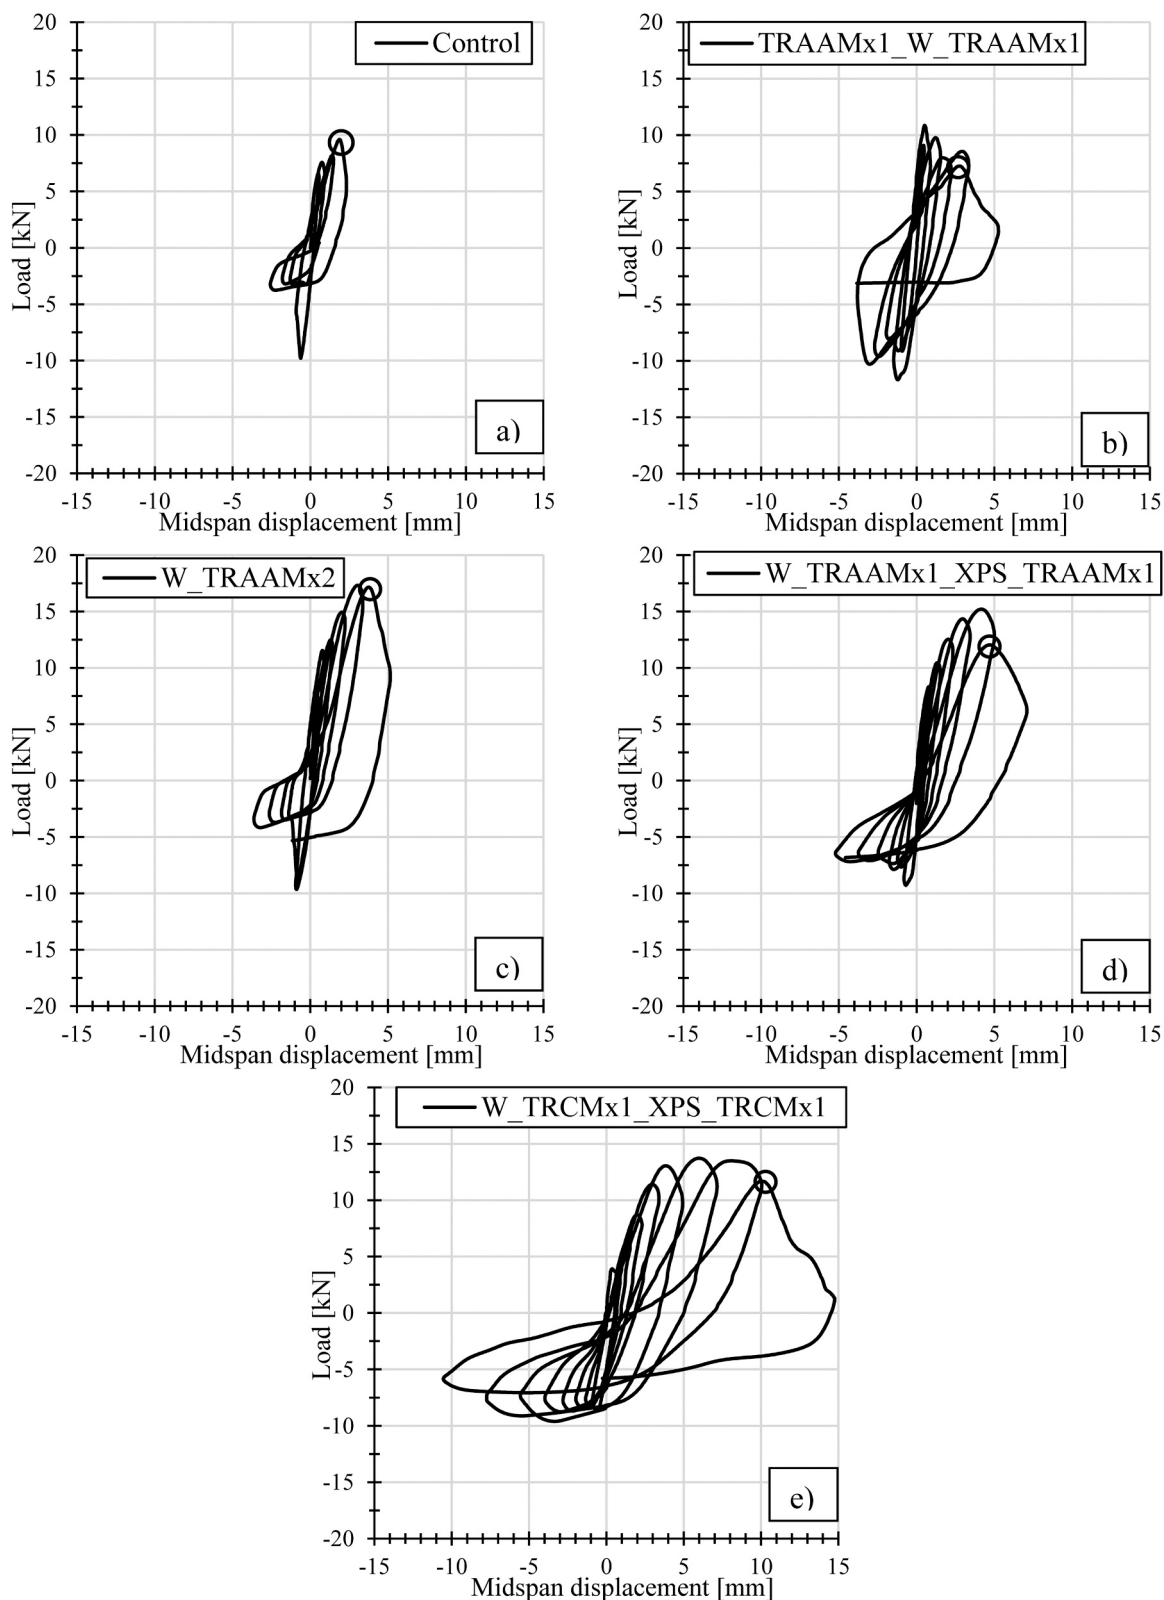 20
15
10
5
0
-5
-10
-15
-20
Load [kN]
Control
a)
-15 -10 -5 0 5 10 15
Midspan displacement [mm]
20
15
10
5
0
-5
-10
-15
-20
Load [kN]
TRAAMx1_W_TRAAMx1
b)
-15 -10 -5 0 5 10 15
Midspan displacement [mm]
20
15
10
5
0
-5
-10
-15
-20
Load [kN]
W_TRAAMx2
c)
-15 -10 -5 0 5 10 15
Midspan displacement [mm]
20
15
10
5
0
-5
-10
-15
-20
Load [kN]
W_TRAAMx1_XPS_TRAAMx1
d)
-15 -10 -5 0 5 10 15
Midspan displacement [mm]
20
15
10
5
0
-5
-10
-15
-20
Load [kN]
W_TRCMx1_XPS_TRCMx1
e)
-15 -10 -5 0 5 10 15
Midspan displacement [mm]